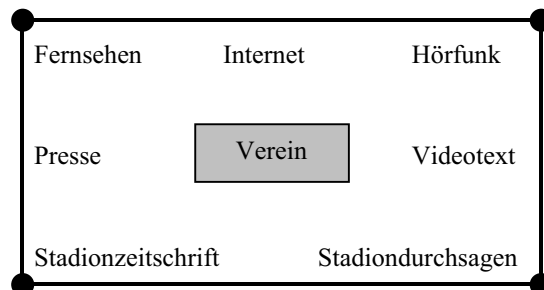 Fernsehen Internet Hörfunk
Presse Verein Videotext
Stadionzeitschrift Stadiondurchsagen